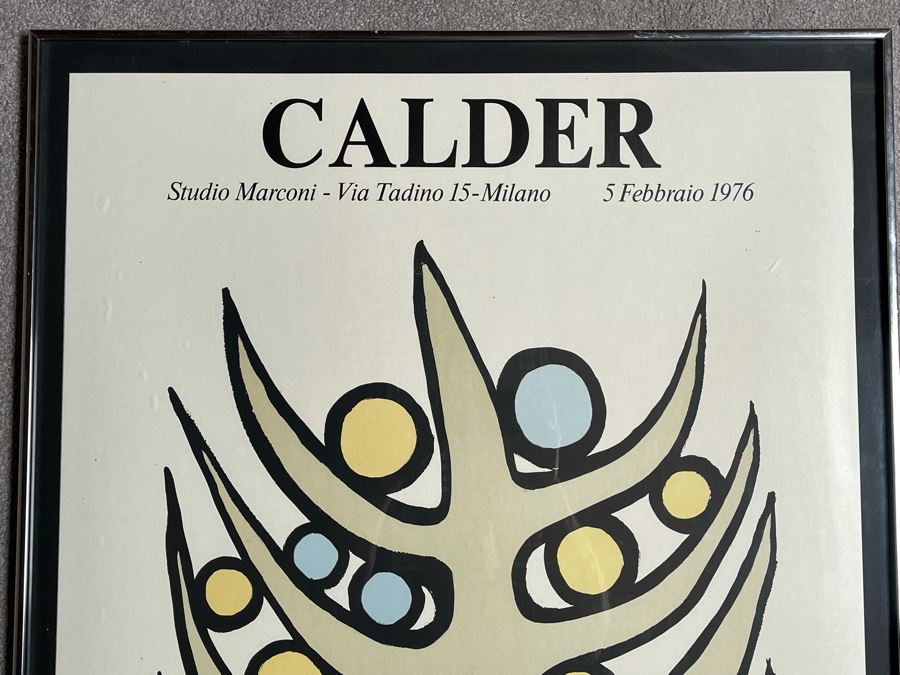 CALDER
Studio Marconi - Via Tadino 15-Milano 5 Febbraio 1976